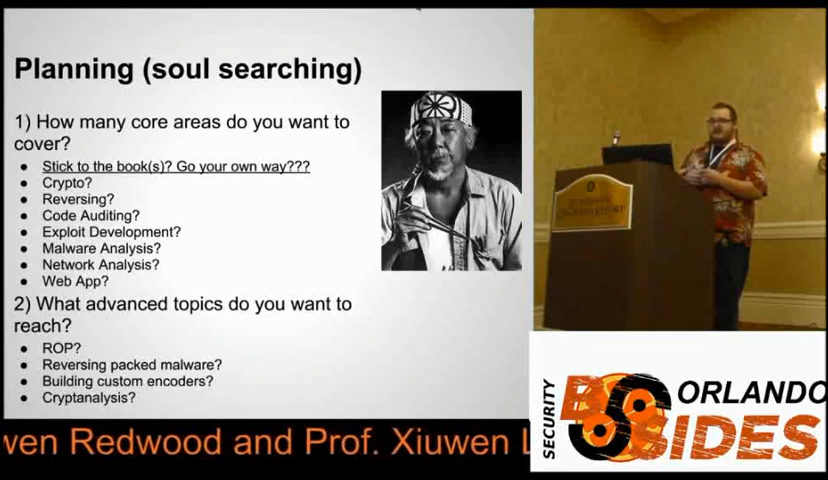 Planning (soul searching)
1) How many core areas do you want to
cover?
● Stick to the book(s)? Go your own way???
● Crypto?
● Reversing?
● Code Auditing?
● Exploit Development?
● Malware Analysis?
● Network Analysis?
● Web App?
2) What advanced topics do you want to
reach?
● ROP?
● Reversing packed malware?
● Building custom encoders?
● Cryptanalysis?
wen Redwood and Prof. Xiuwen L
SECURITY
BSIDES
ORLANDO